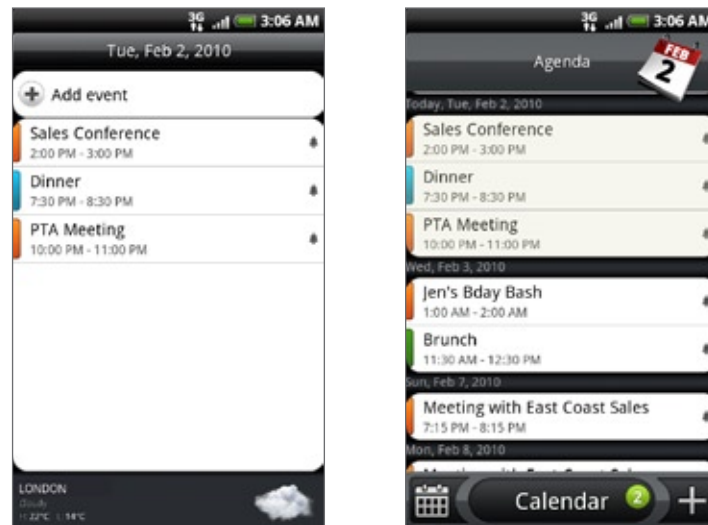 3G 3:06 AM
Tue, Feb 2, 2010
Add event
Sales Conference
2:00 PM - 3:00 PM
Dinner
7:30 PM - 8:30 PM
PTA Meeting
10:00 PM - 11:00 PM
LONDON
Cloudy
H: 22°C L: 14°C
3G 3:06 AM
Agenda
FEB
2
Today, Tue, Feb 2, 2010
Sales Conference
2:00 PM - 3:00 PM
Dinner
7:30 PM - 8:30 PM
PTA Meeting
10:00 PM - 11:00 PM
Wed, Feb 3, 2010
Jen's Bday Bash
1:00 AM - 2:00 AM
Brunch
11:30 AM - 12:30 PM
Sun, Feb 7, 2010
Meeting with East Coast Sales
7:15 PM - 8:15 PM
Mon, Feb 8, 2010
Calendar 2